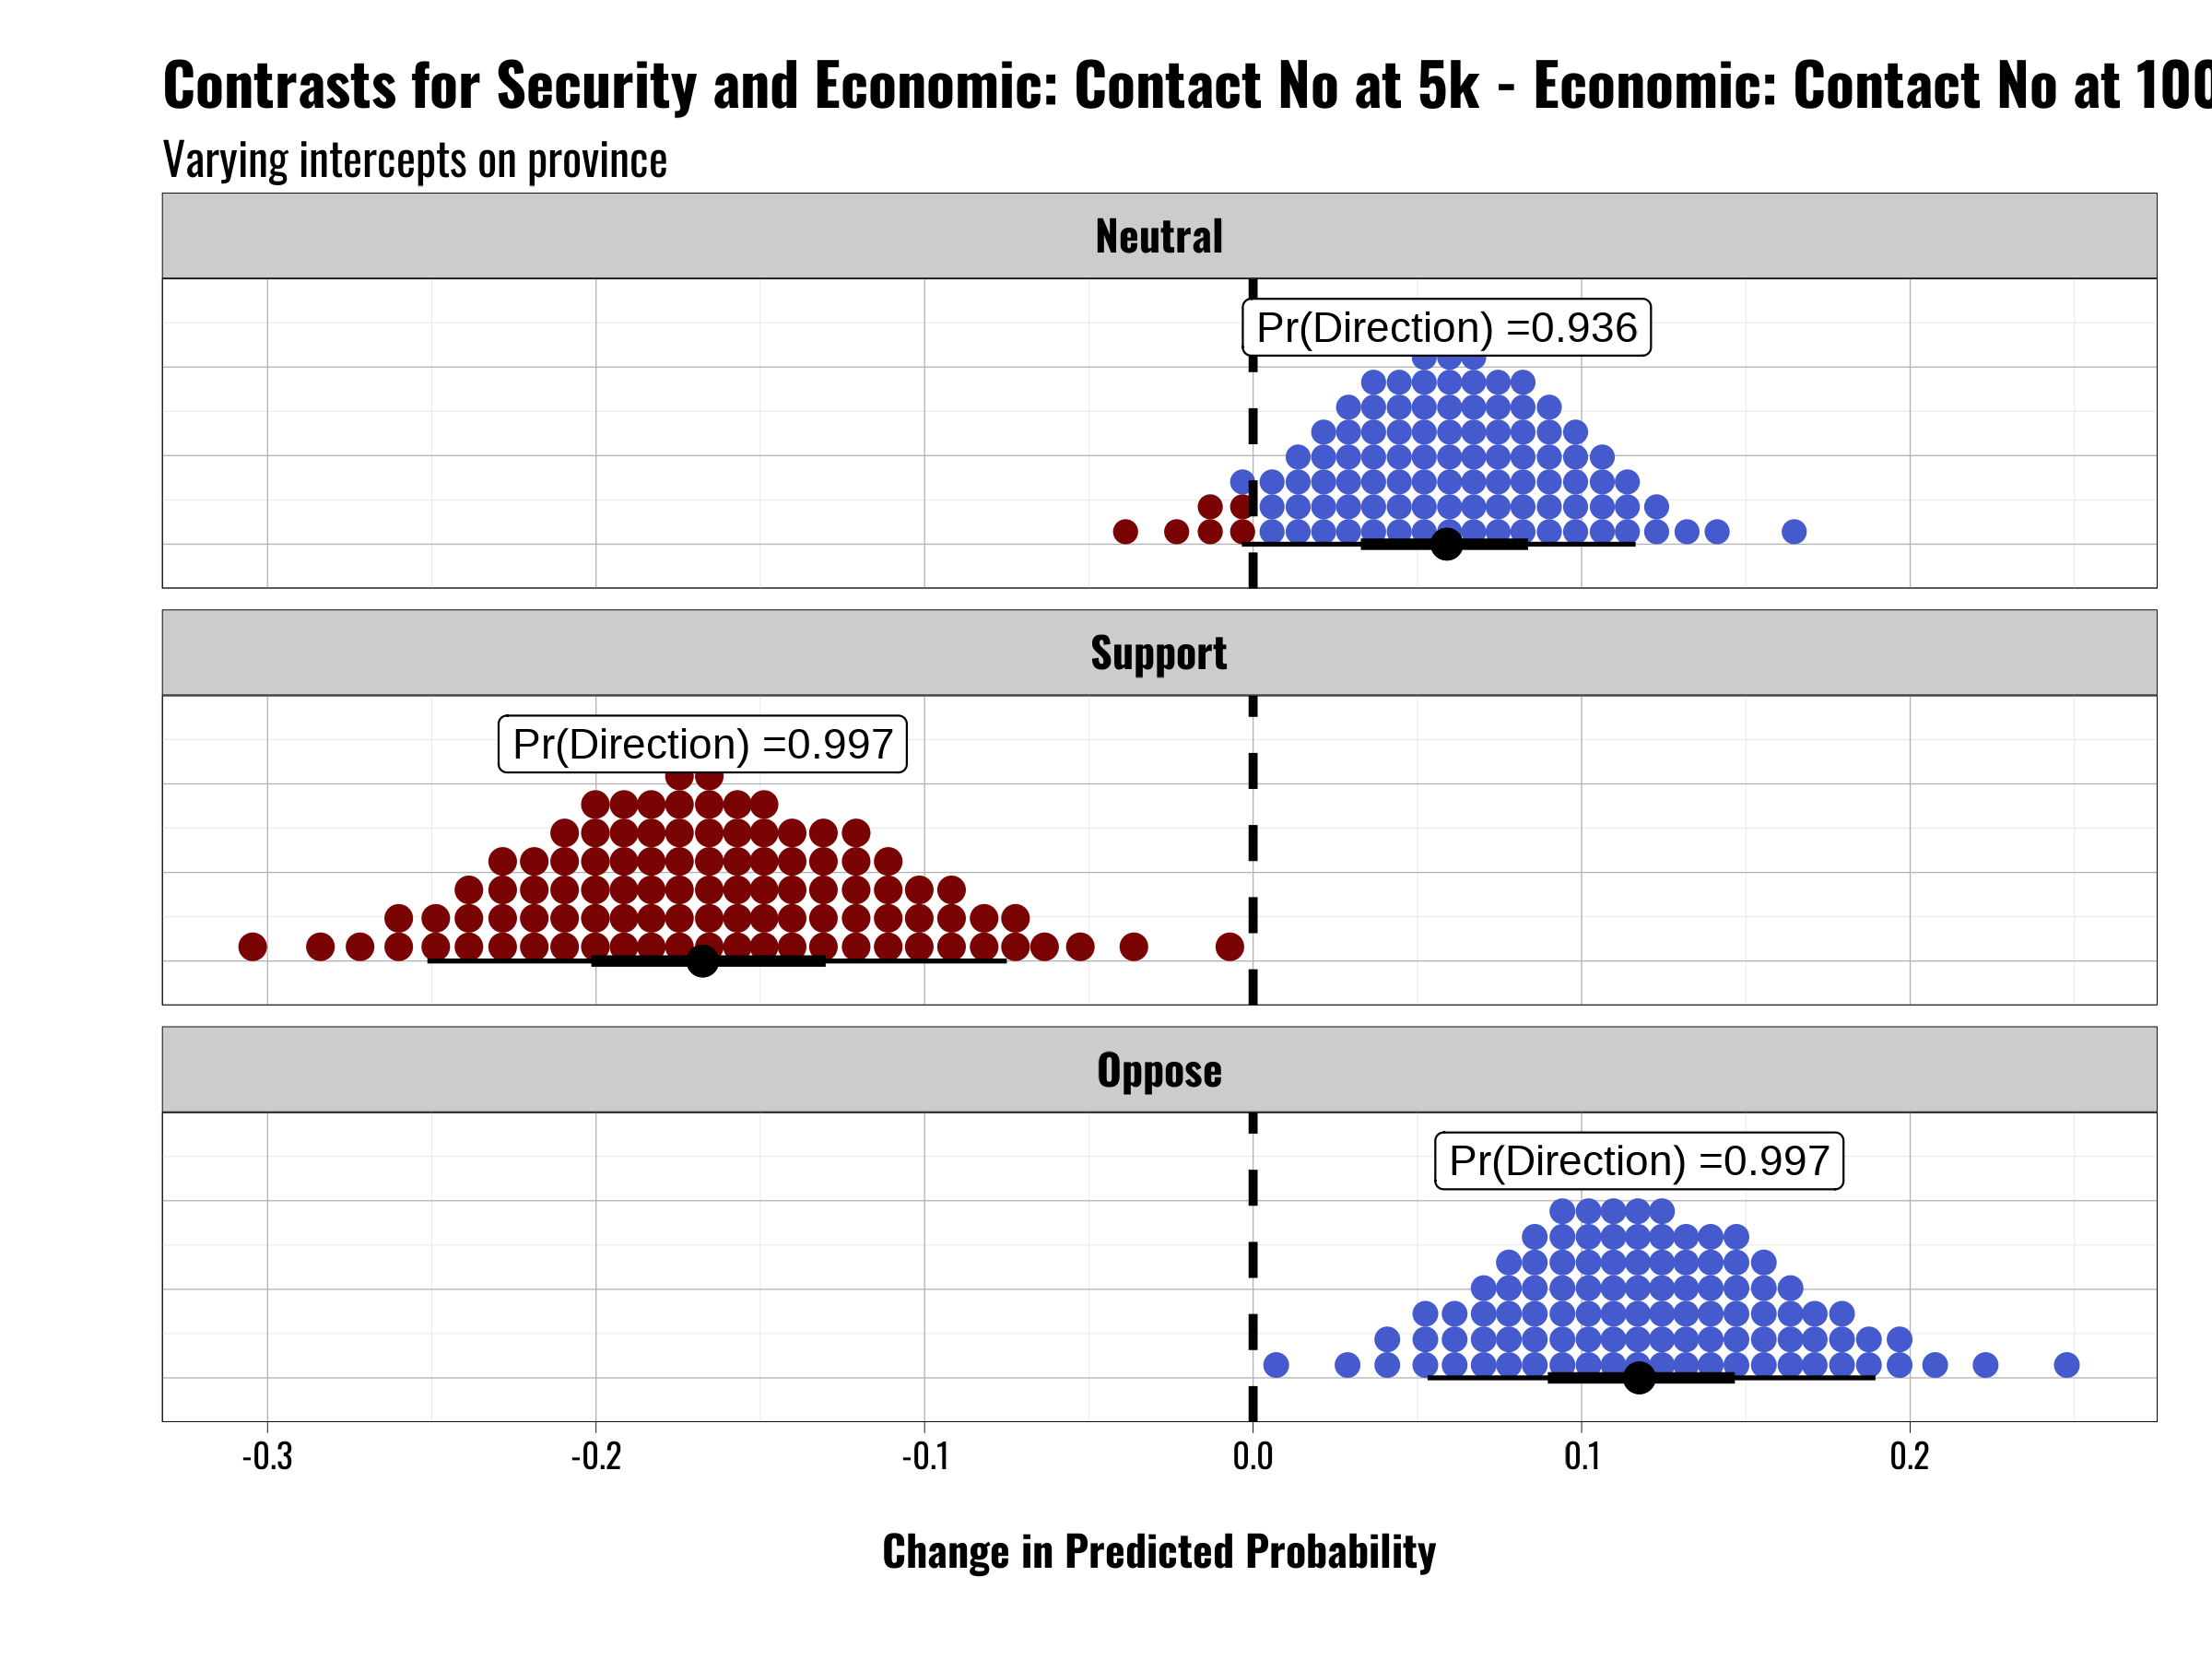 Contrasts for Security and Economic: Contact No at 5k - Economic: Contact No at 100
Varying intercepts on province
Neutral
Pr(Direction) =0.936
Support
Pr(Direction) =0.997
Oppose
Pr(Direction) =0.997
-0.3 -0.2 -0.1 0.0 0.1 0.2
Change in Predicted Probability